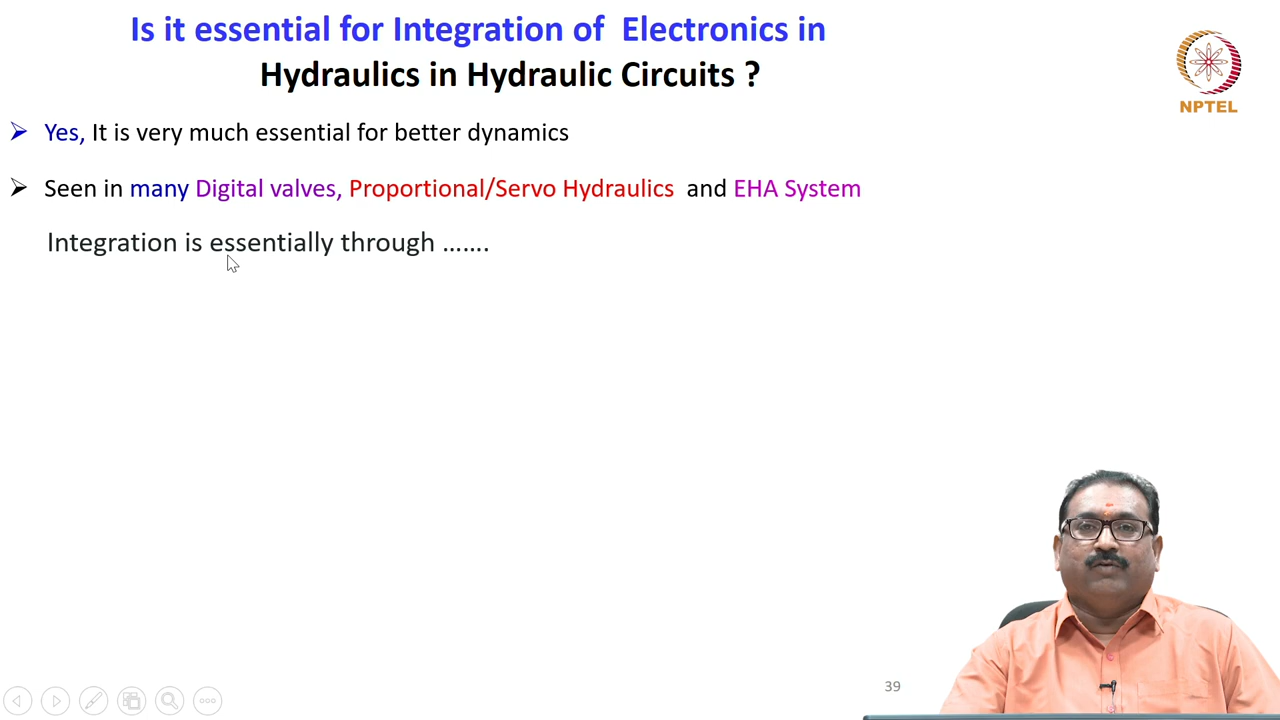 Is it essential for Integration of Electronics in
Hydraulics in Hydraulic Circuits ?
NPTEL
Yes, It is very much essential for better dynamics
Seen in many Digital valves, Proportional/Servo Hydraulics and EHA System
Integration is essentially through .......
39